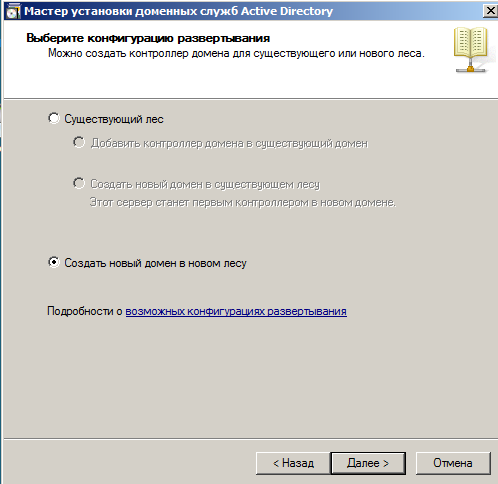 Мастер установки доменных служб Active Directory
Выберите конфигурацию развертывания
Можно создать контроллер домена для существующего или нового леса.
Существующий лес
Добавить контроллер домена в существующий домен
Создать новый домен в существующем лесу
Этот сервер станет первым контроллером в новом домене.
Создать новый домен в новом лесу
Подробности о возможных конфигурациях развертывания
< Назад
Далее >
Отмена